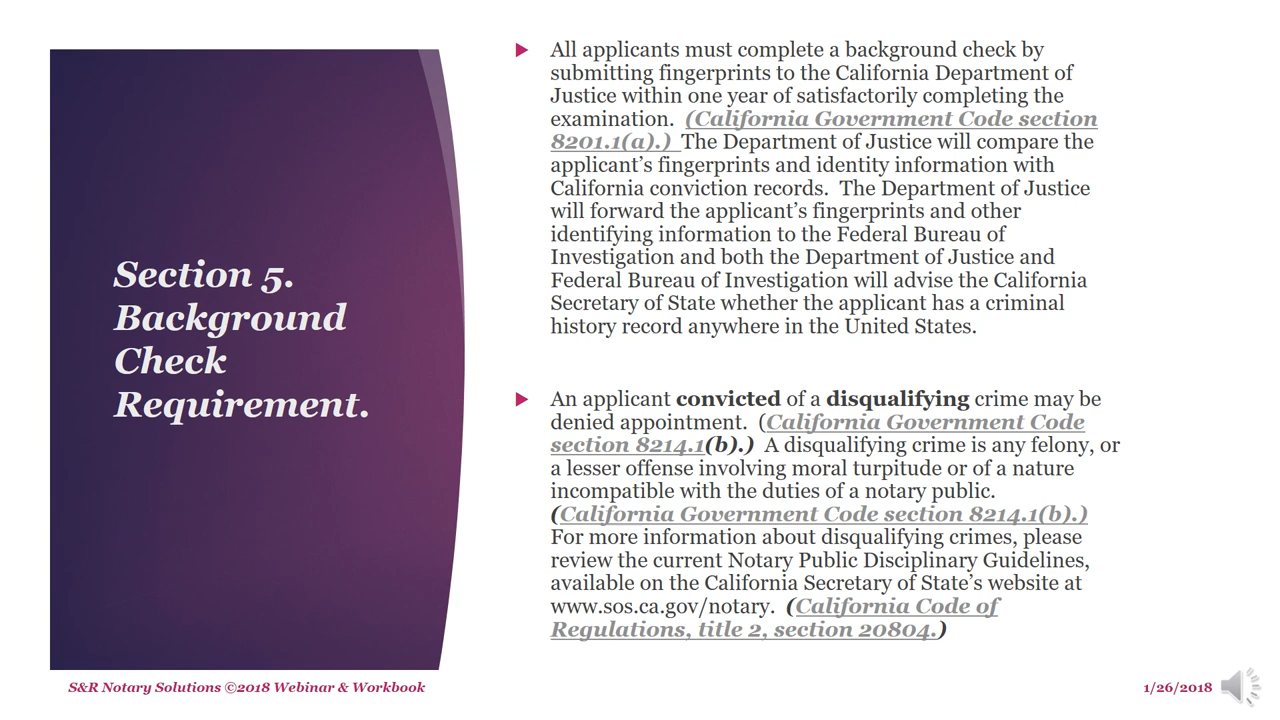 Section 5.
Background
Check
Requirement.
All applicants must complete a background check by
submitting fingerprints to the California Department of
Justice within one year of satisfactorily completing the
examination.  (California Government Code section
8201.1(a).)  The Department of Justice will compare the
applicant’s fingerprints and identity information with
California conviction records.  The Department of Justice
will forward the applicant’s fingerprints and other
identifying information to the Federal Bureau of
Investigation and both the Department of Justice and
Federal Bureau of Investigation will advise the California
Secretary of State whether the applicant has a criminal
history record anywhere in the United States.
An applicant convicted of a disqualifying crime may be
denied appointment.  (California Government Code
section 8214.1(b).)  A disqualifying crime is any felony, or
a lesser offense involving moral turpitude or of a nature
incompatible with the duties of a notary public.
(California Government Code section 8214.1(b).)
For more information about disqualifying crimes, please
review the current Notary Public Disciplinary Guidelines,
available on the California Secretary of State’s website at
www.sos.ca.gov/notary.  (California Code of
Regulations, title 2, section 20804.)
S&R Notary Solutions ©2018 Webinar & Workbook
1/26/2018